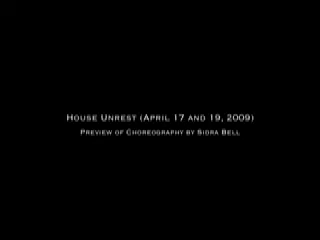 House Unrest (April 17 and 19, 2009)
Preview of Choreography by Sidra Bell